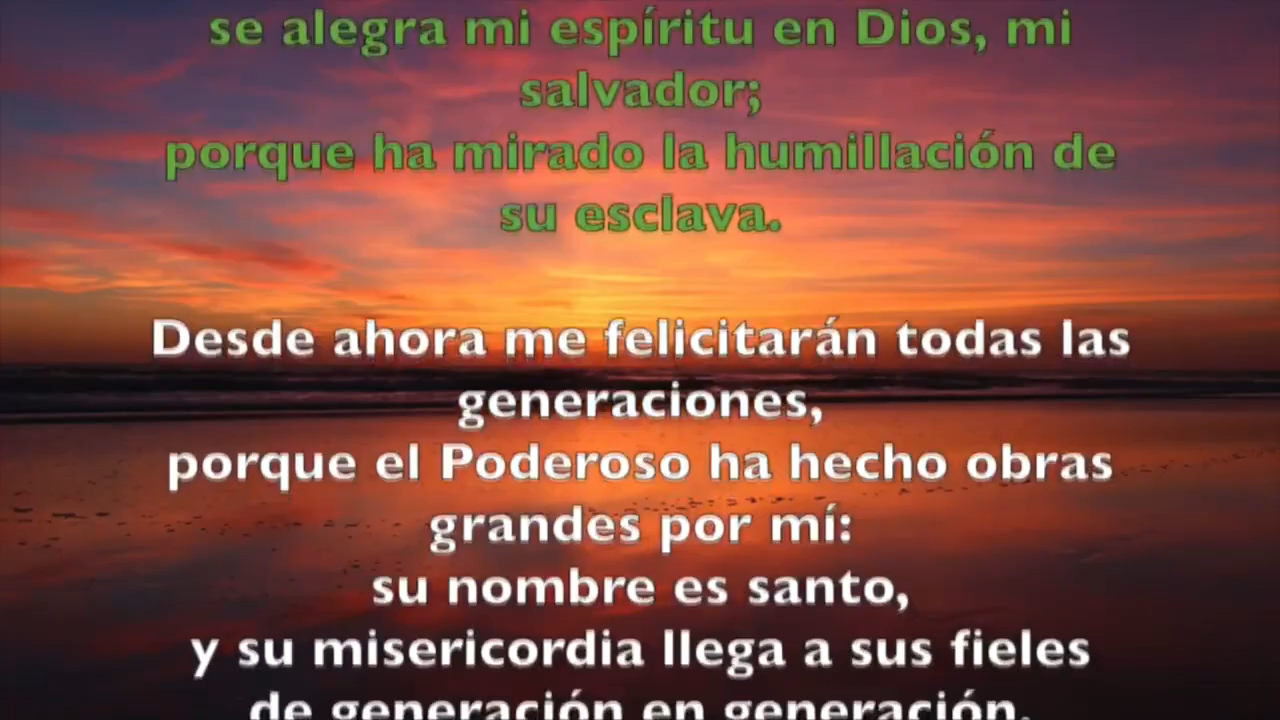 se alegra mi espíritu en Dios, mi
salvador;
porque ha mirado la humillación de
su esclava.
Desde ahora me felicitarán todas las
generaciones,
porque el Poderoso ha hecho obras
grandes por mí:
su nombre es santo,
y su misericordia llega a sus fieles
de generación en generación.